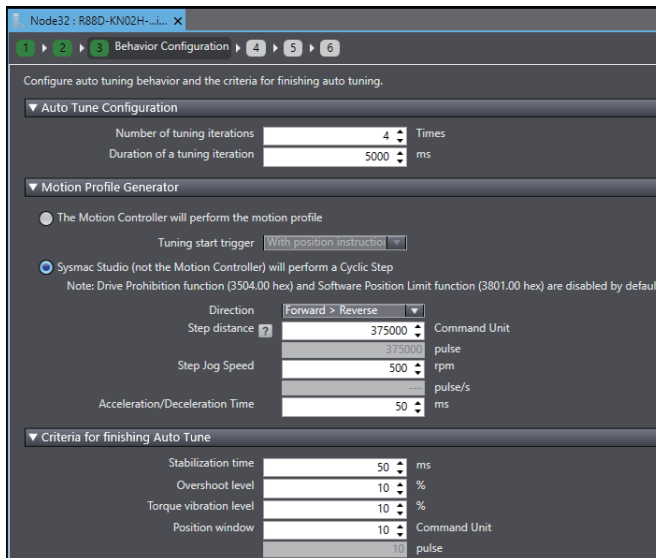 Node32 : R88D-KN02H-...i... ×
1 2 3 Behavior Configuration 4 5 6
Configure auto tuning behavior and the criteria for finishing auto tuning.
▼ Auto Tune Configuration
Number of tuning iterations 4 Times
Duration of a tuning iteration 5000 ms
▼ Motion Profile Generator
The Motion Controller will perform the motion profile
Tuning start trigger With position instruction
Sysmac Studio (not the Motion Controller) will perform a Cyclic Step
Note: Drive Prohibition function (3504.00 hex) and Software Position Limit function (3801.00 hex) are disabled by defaul
Direction Forward > Reverse
Step distance ? 375000 Command Unit
375000 pulse
Step Jog Speed 500 rpm
--- pulse/s
Acceleration/Deceleration Time 50 ms
▼ Criteria for finishing Auto Tune
Stabilization time 50 ms
Overshoot level 10 %
Torque vibration level 10 %
Position window 10 Command Unit
10 pulse